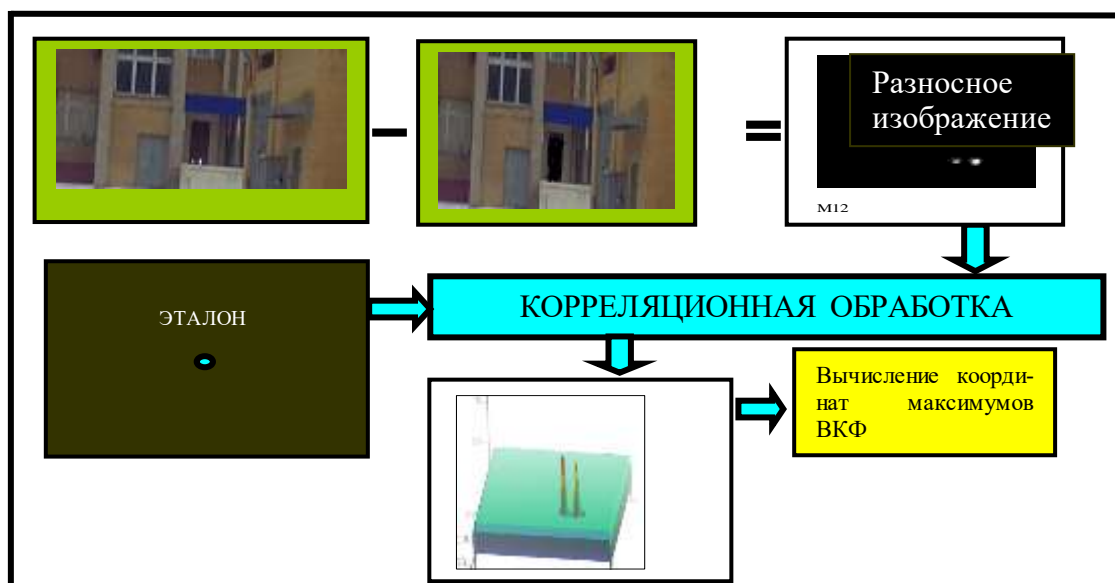 Разносное
изображение
M12
ЭТАЛОН
КОРРЕЛЯЦИОННАЯ ОБРАБОТКА
Вычисление коорди-
нат максимумов
ВКФ